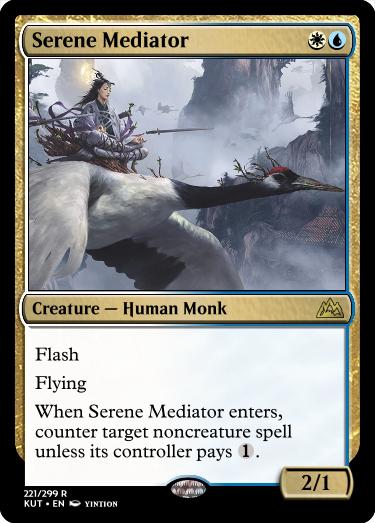 Serene Mediator
Creature — Human Monk
Flash
Flying
When Serene Mediator enters,
counter target noncreature spell
unless its controller pays 1.
2/1
221/299 R
KUT • EN YINTION